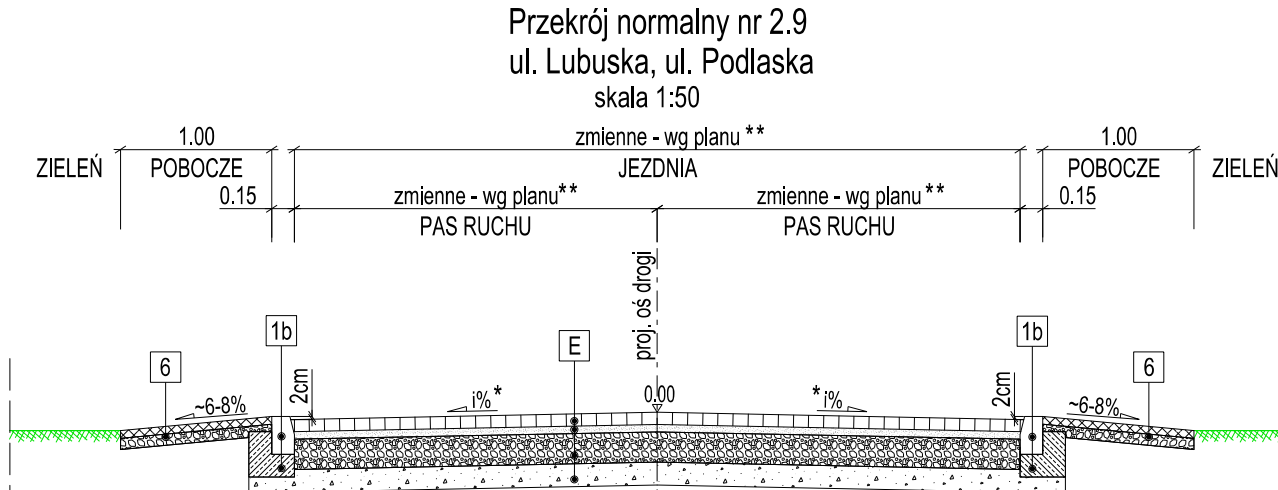 Przekrój normalny nr 2.9
ul. Lubuska, ul. Podlaska
skala 1:50
1.00 zmienne - wg planu ** 1.00
ZIELEŃ POBOCZE JEZDNIA POBOCZE ZIELEŃ
0.15 zmienne - wg planu** zmienne - wg planu** 0.15
PAS RUCHU PAS RUCHU
proj. oś drogi
1b E 1b
6 6
~6-8% 2cm i% * 0.00 * i% 2cm ~6-8%